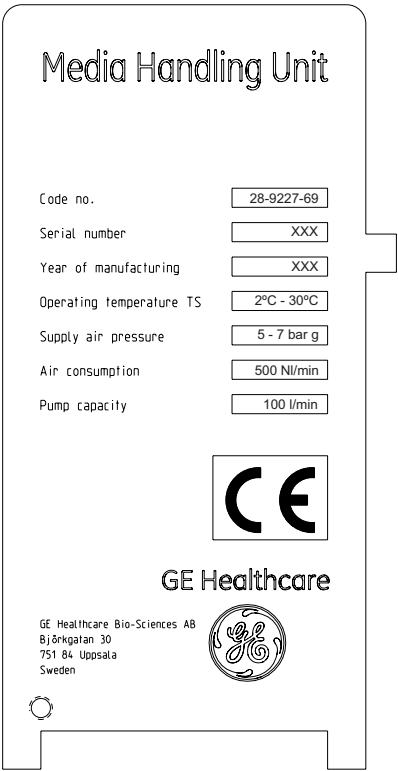 Media Handling Unit
Code no. 28-9227-69
Serial number XXX
Year of manufacturing XXX
Operating temperature TS 2ºC - 30ºC
Supply air pressure 5 - 7 bar g
Air consumption 500 Nl/min
Pump capacity 100 l/min
CE
GE Healthcare
GE Healthcare Bio-Sciences AB
Björkgatan 30
751 84 Uppsala
Sweden
GE